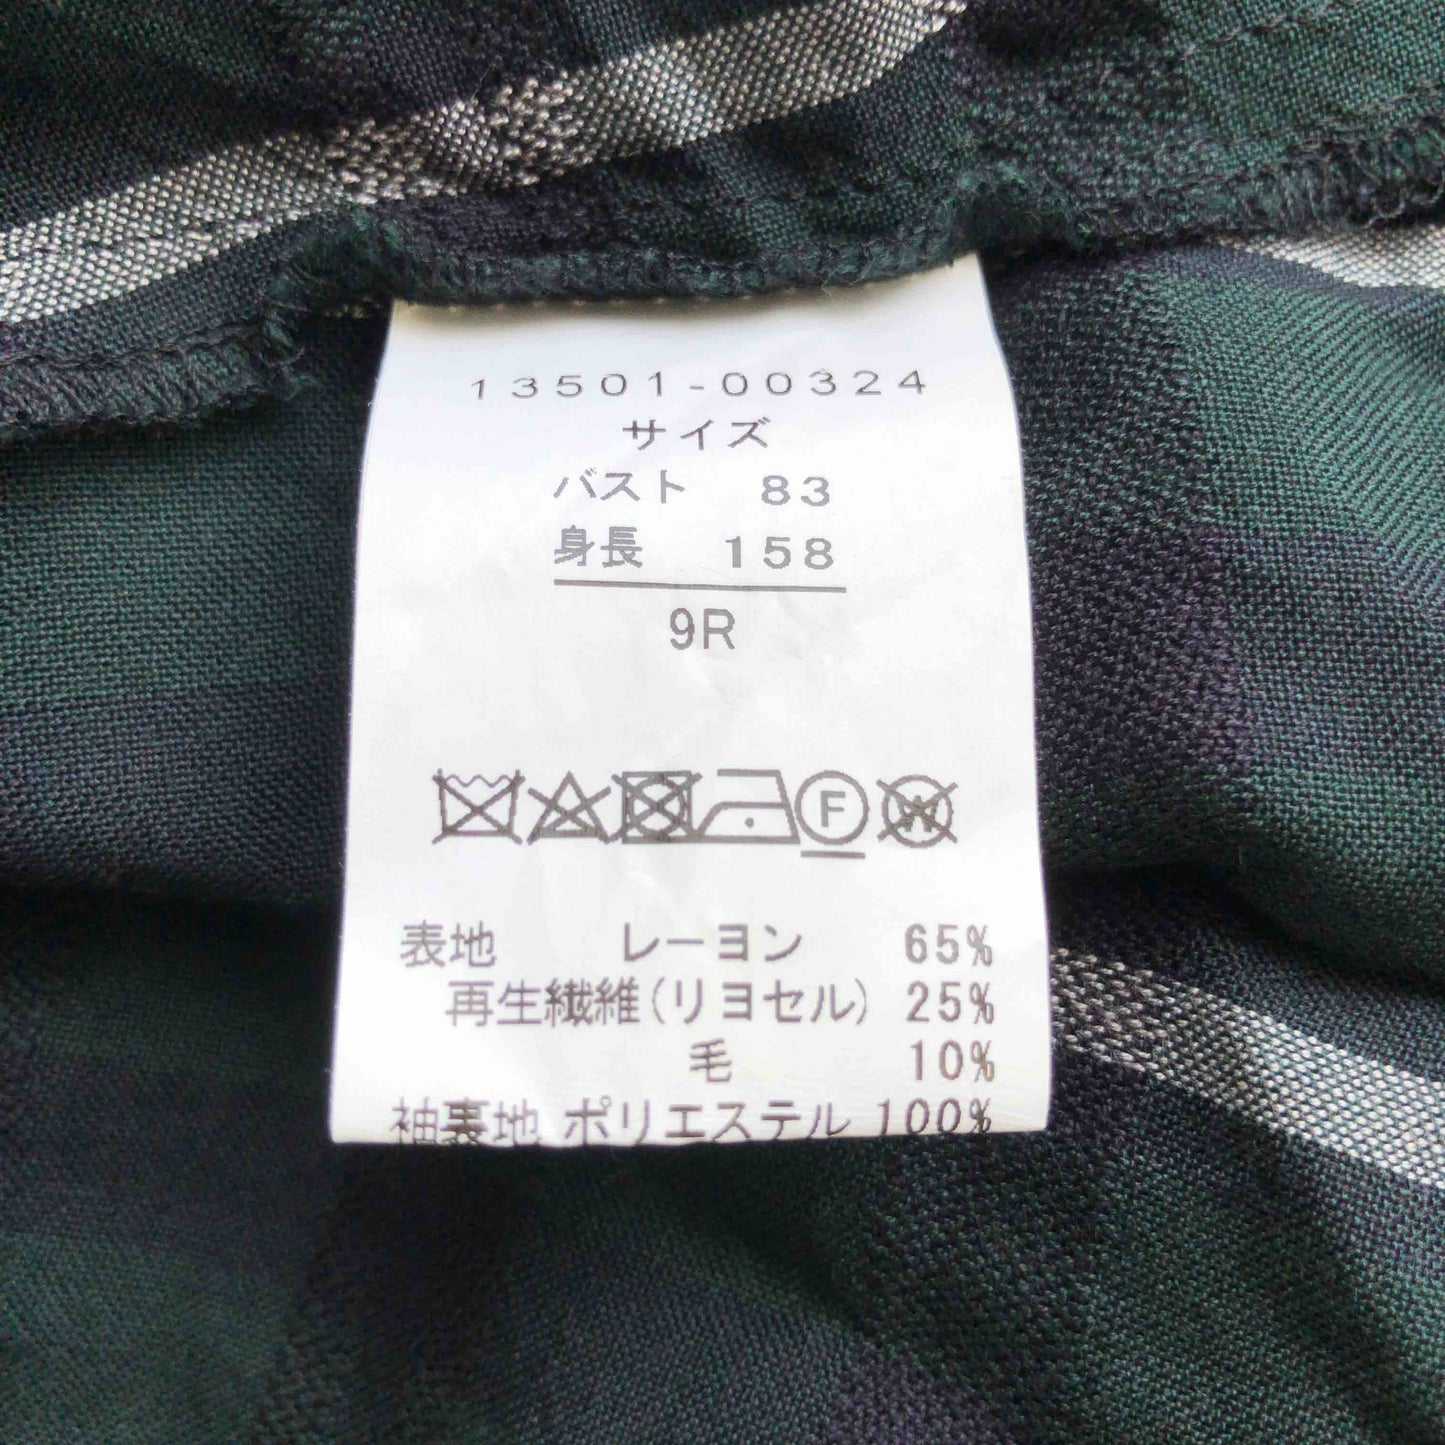 13501-00324
サイズ
バスト 83
身長 158
9R
F W
表地 レーヨン 65%
再生繊維(リヨセル) 25%
毛 10%
袖裏地 ポリエステル 100%